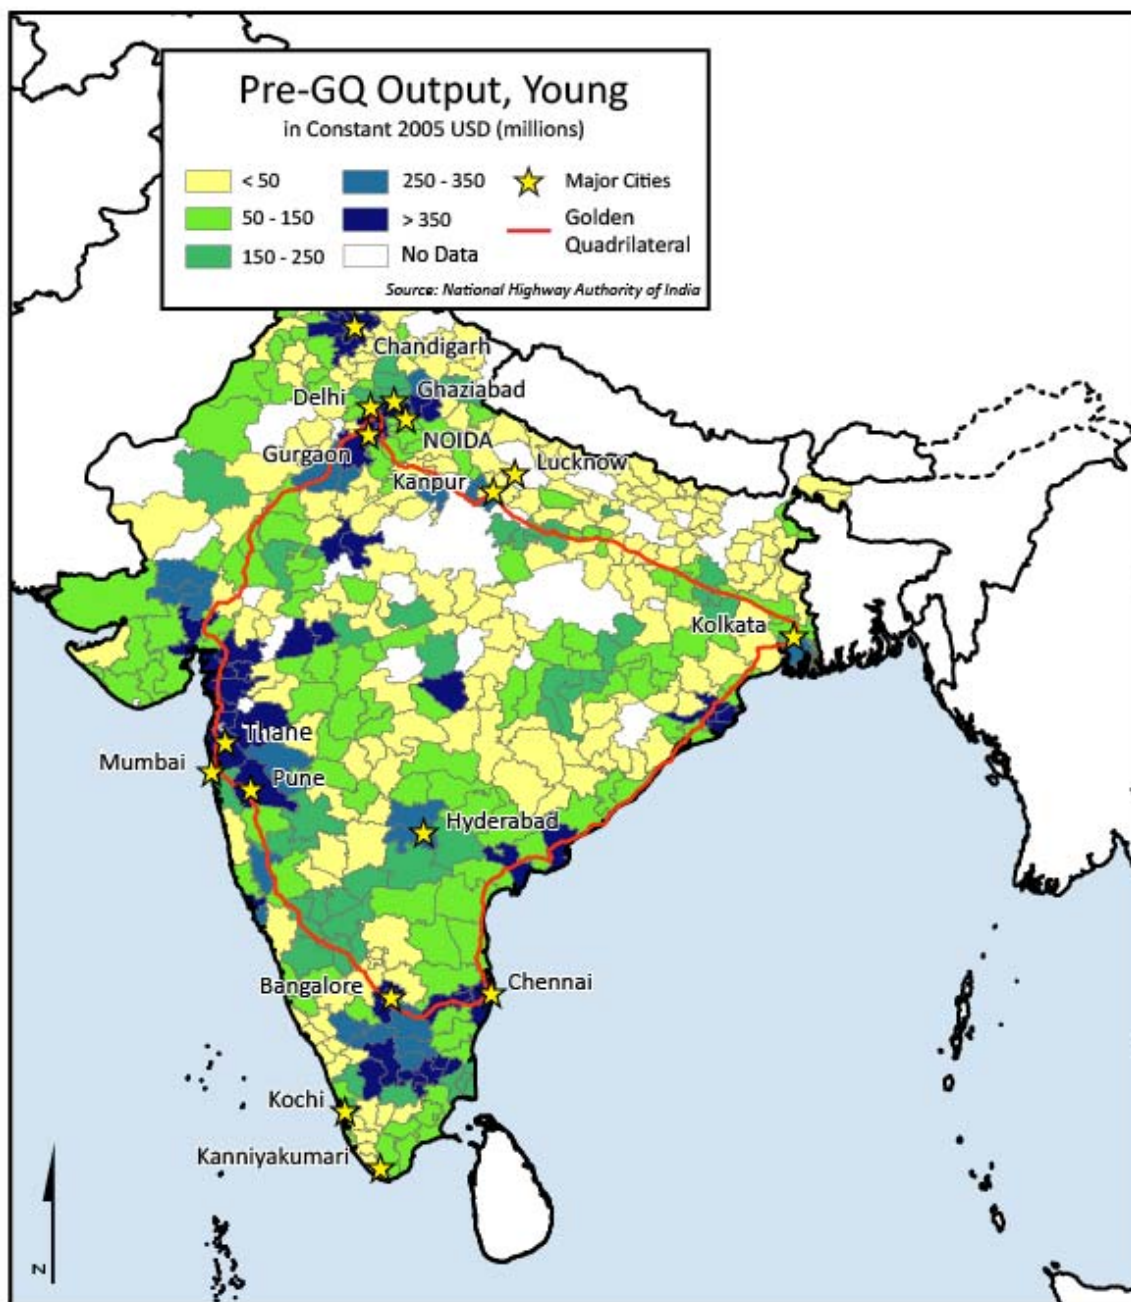 Pre-GQ Output, Young
in Constant 2005 USD (millions)
< 50
250 - 350
Major Cities
50 - 150
> 350
Golden
Quadrilateral
150 - 250
No Data
Source: National Highway Authority of India
Chandigarh
Ghaziabad
Delhi
NOIDA
Gurgaon
Lucknow
Kanpur
Kolkata
Thane
Mumbai
Pune
Hyderabad
Bangalore
Chennai
Kochi
Kanniyakumari
N